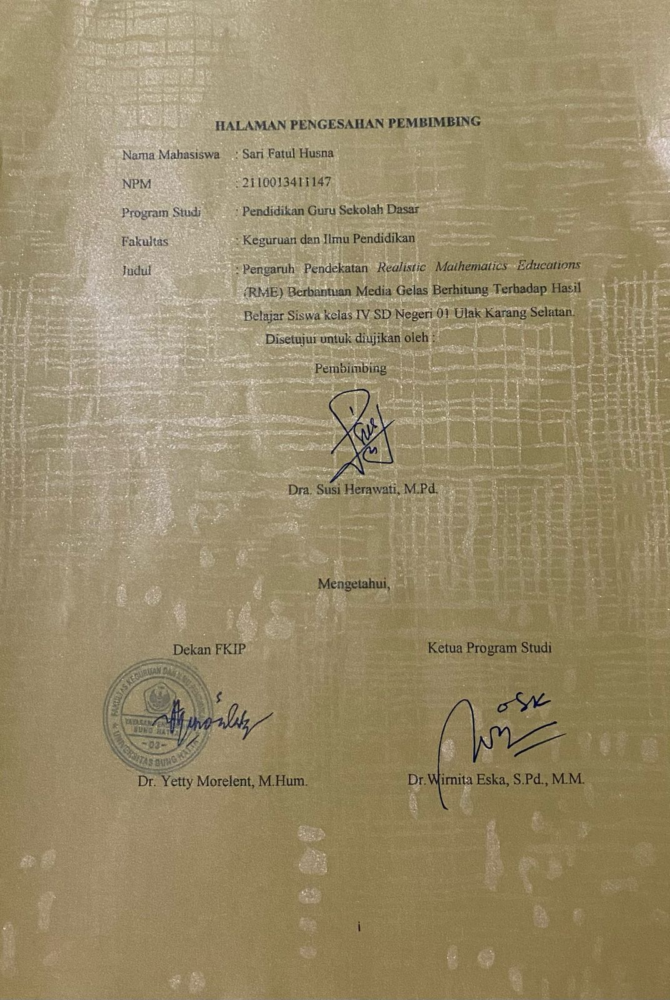 HALAMAN PENGESAHAN PEMBIMBING
Nama Mahasiswa : Sari Fatul Husna
NPM : 2110013411147
Program Studi : Pendidikan Guru Sekolah Dasar
Fakultas : Keguruan dan Ilmu Pendidikan
Judul : Pengaruh Pendekatan Realistic Mathematics Educations
(RME) Berbantuan Media Gelas Berhitung Terhadap Hasil
Belajar Siswa kelas IV SD Negeri 01 Ulak Karang Selatan.
Disetujui untuk diujikan oleh :
Pembimbing
Dra. Susi Herawati, M.Pd.
Mengetahui,
Dekan FKIP
Ketua Program Studi
FAKULTAS KEGURUAN DAN ILMU PENDIDIKAN
YAYASAN
BUNG HATTA
-03-
UNIVERSITAS BUNG HATTA
Dr. Yetty Morelent, M.Hum.
Dr.Wirnita Eska, S.Pd., M.M.
i